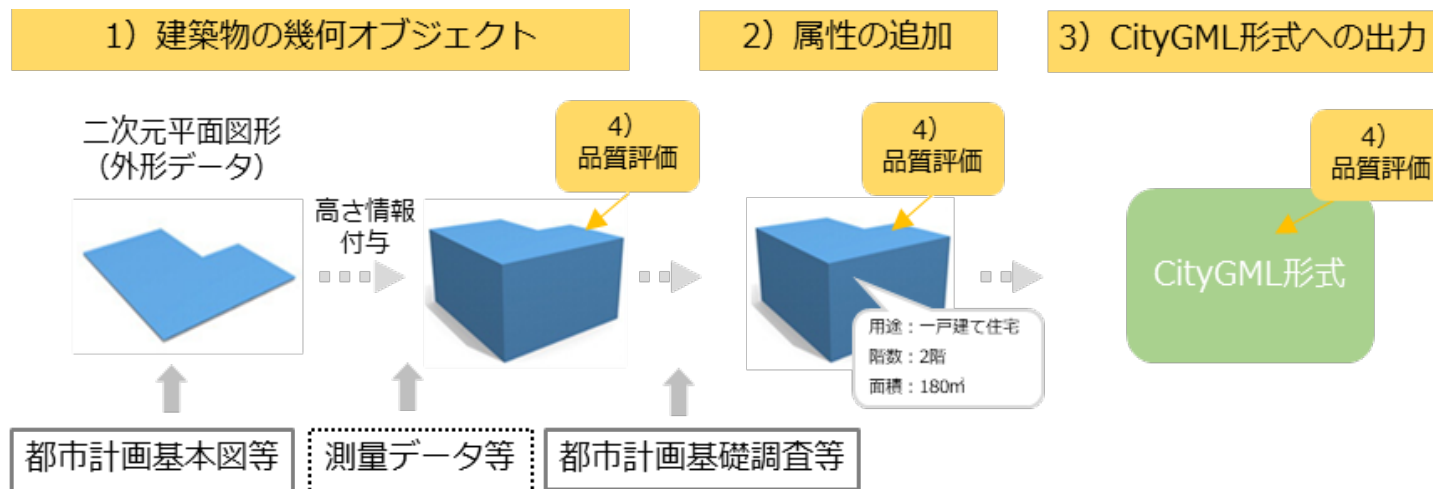 1）建築物の幾何オブジェクト
2）属性の追加
3）CityGML形式への出力
二次元平面図形
（外形データ）
高さ情報
付与
4）
品質評価
4）
品質評価
用途：一戸建て住宅
階数：2階
面積：180㎡
4）
品質評価
CityGML形式
都市計画基本図等
測量データ等
都市計画基礎調査等